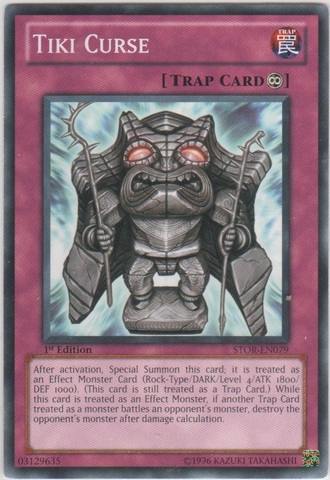 TIKI CURSE
TRAP
罠
[TRAP CARD]
1st Edition
STOR-EN079
After activation, Special Summon this card; it is treated as
an Effect Monster Card (Rock-Type/DARK/Level 4/ATK 1800/
DEF 1000). (This card is still treated as a Trap Card.) While
this card is treated as an Effect Monster, if another Trap Card
treated as a monster battles an opponent's monster, destroy the
opponent's monster after damage calculation.
03129635
©1996 KAZUKI TAKAHASHI